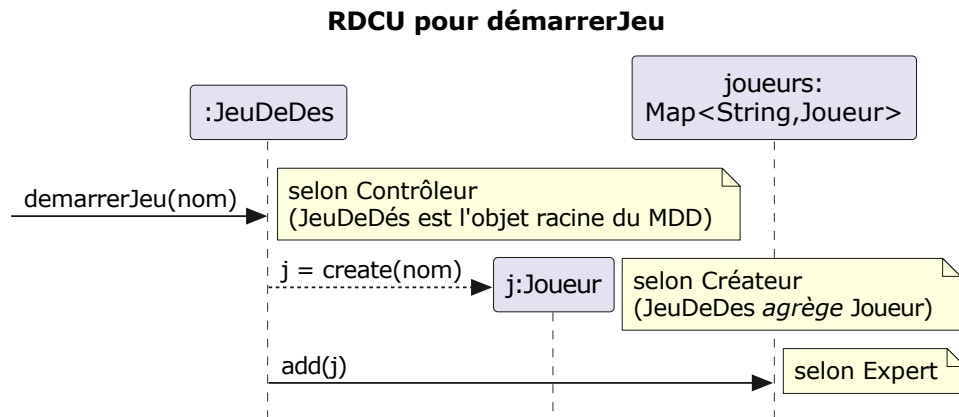 RDCU pour démarrerJeu
:JeuDeDes
joueurs:
Map<String,Joueur>
demarrerJeu(nom)
selon Contrôleur
(JeuDeDés est l'objet racine du MDD)
j = create(nom)
j:Joueur
selon Créateur
(JeuDeDes agrège Joueur)
add(j)
selon Expert